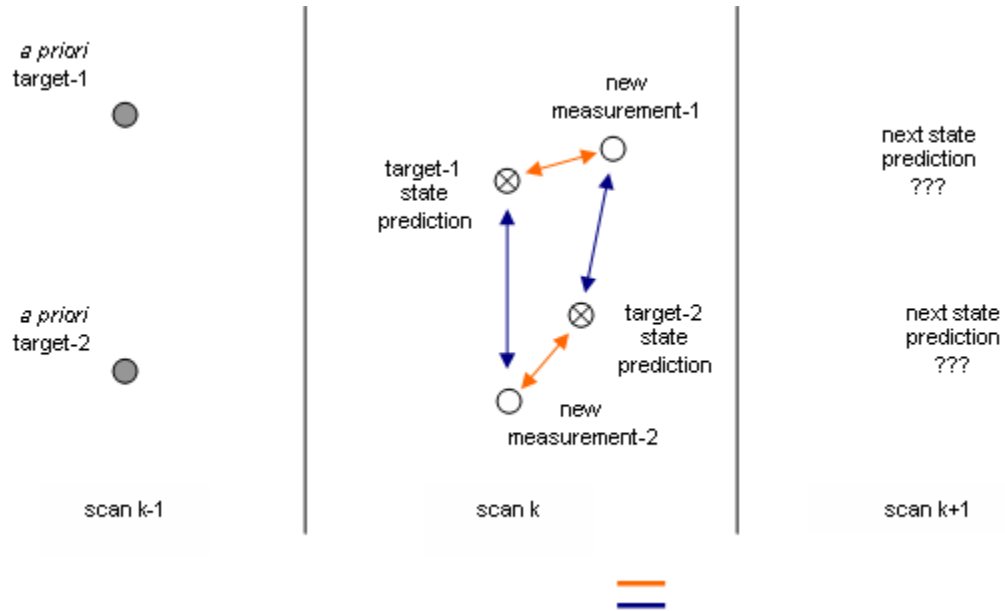 a priori
target-1
new
measurement-1
target-1
state
prediction
next state
prediction
???
a priori
target-2
target-2
state
prediction
next state
prediction
???
new
measurement-2
scan k-1
scan k
scan k+1